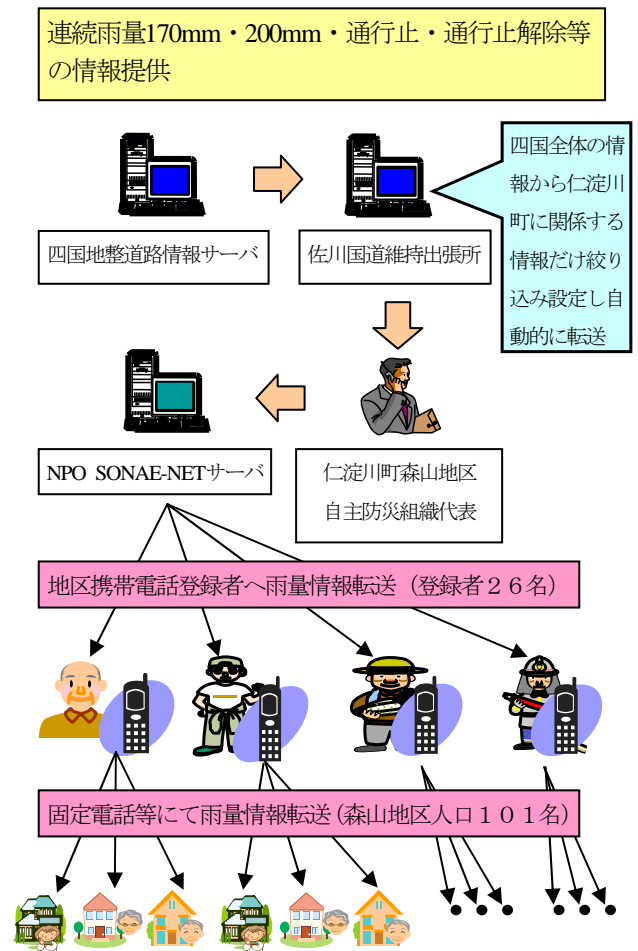 連続雨量170mm・200mm・通行止・通行止解除等
の情報提供
四国地整道路情報サーバ
佐川国道維持出張所
四国全体の情
報から仁淀川
町に関係する
情報だけ絞り
込み設定し自
動的に転送
NPO SONAE-NETサーバ
仁淀川町森山地区
自主防災組織代表
地区携帯電話登録者へ雨量情報転送（登録者２６名）
固定電話等にて雨量情報転送(森山地区人口１０１名)